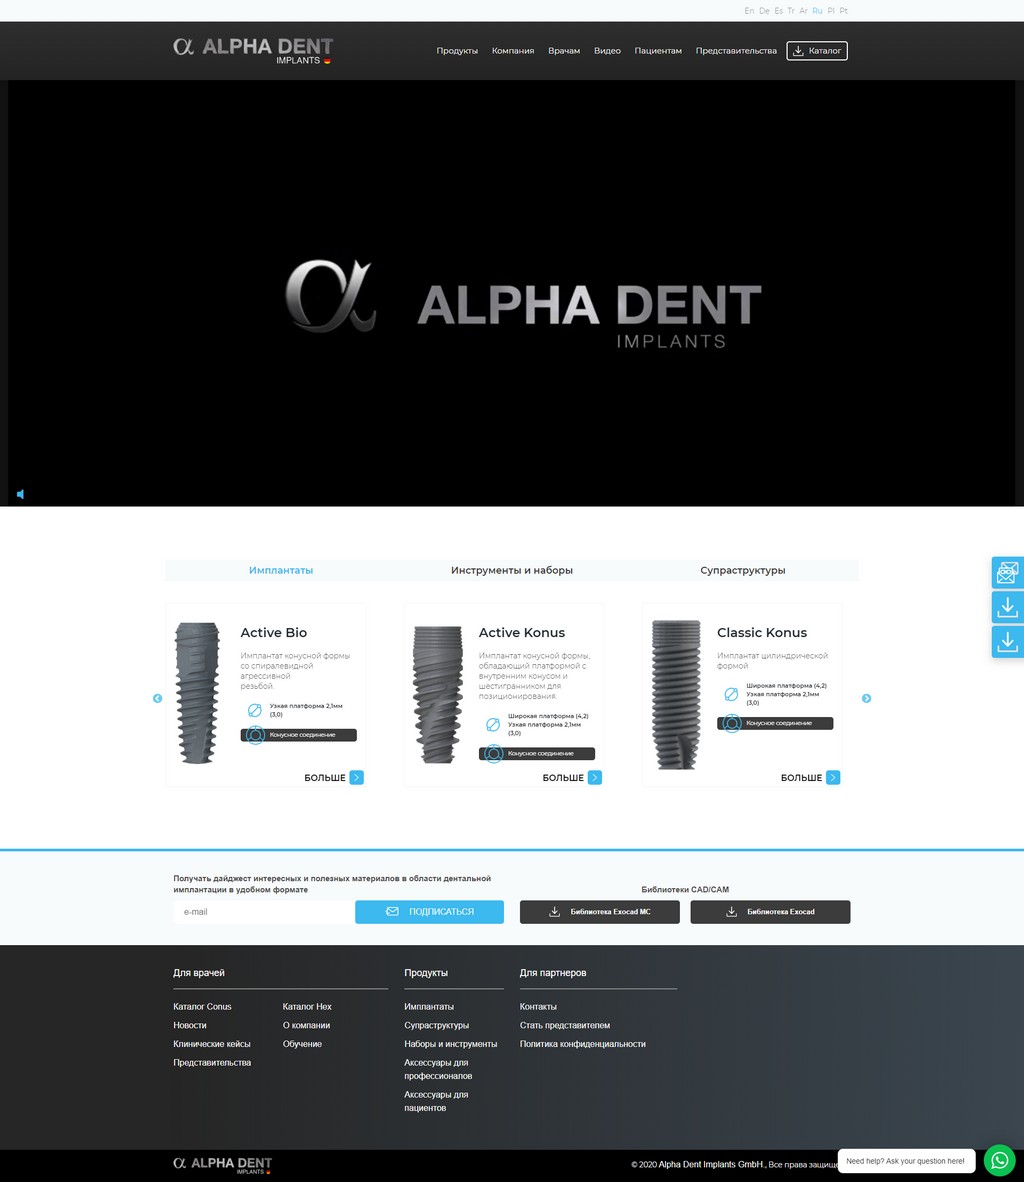 En De Es Tr Ar Ru Pl Pt
α ALPHA DENT
IMPLANTS
Продукты Компания Врачам Видео Пациентам Представительства Каталог
α ALPHA DENT
IMPLANTS
Имплантаты Инструменты и наборы Супраструктуры
Active Bio
Имплантат конусной формы
со спиралевидной
агрессивной
резьбой.
Узкая платформа 2,1мм
(3,0)
Конусное соединение
БОЛЬШЕ
Active Konus
Имплантат конусной формы,
обладающий платформой с
внутренним конусом и
шестигранником для
позиционирования.
Широкая платформа (4,2)
Узкая платформа 2,1мм
(3,0)
Конусное соединение
БОЛЬШЕ
Classic Konus
Имплантат цилиндрической
формой
Широкая платформа (4,2)
Узкая платформа 2,1мм
(3,0)
Конусное соединение
БОЛЬШЕ
Получать дайджест интересных и полезных материалов в области дентальной
имплантации в удобном формате
e-mail
ПОДПИСАТЬСЯ
Библиотеки CAD/CAM
Библиотека Exocad MC
Библиотека Exocad
Для врачей
Каталог Conus
Новости
Клинические кейсы
Представительства
Каталог Hex
О компании
Обучение
Продукты
Имплантаты
Супраструктуры
Наборы и инструменты
Аксессуары для
профессионалов
Аксессуары для
пациентов
Для партнеров
Контакты
Стать представителем
Политика конфиденциальности
α ALPHA DENT
IMPLANTS
© 2020 Alpha Dent Implants GmbH., Все права защище
Need help? Ask your question here!